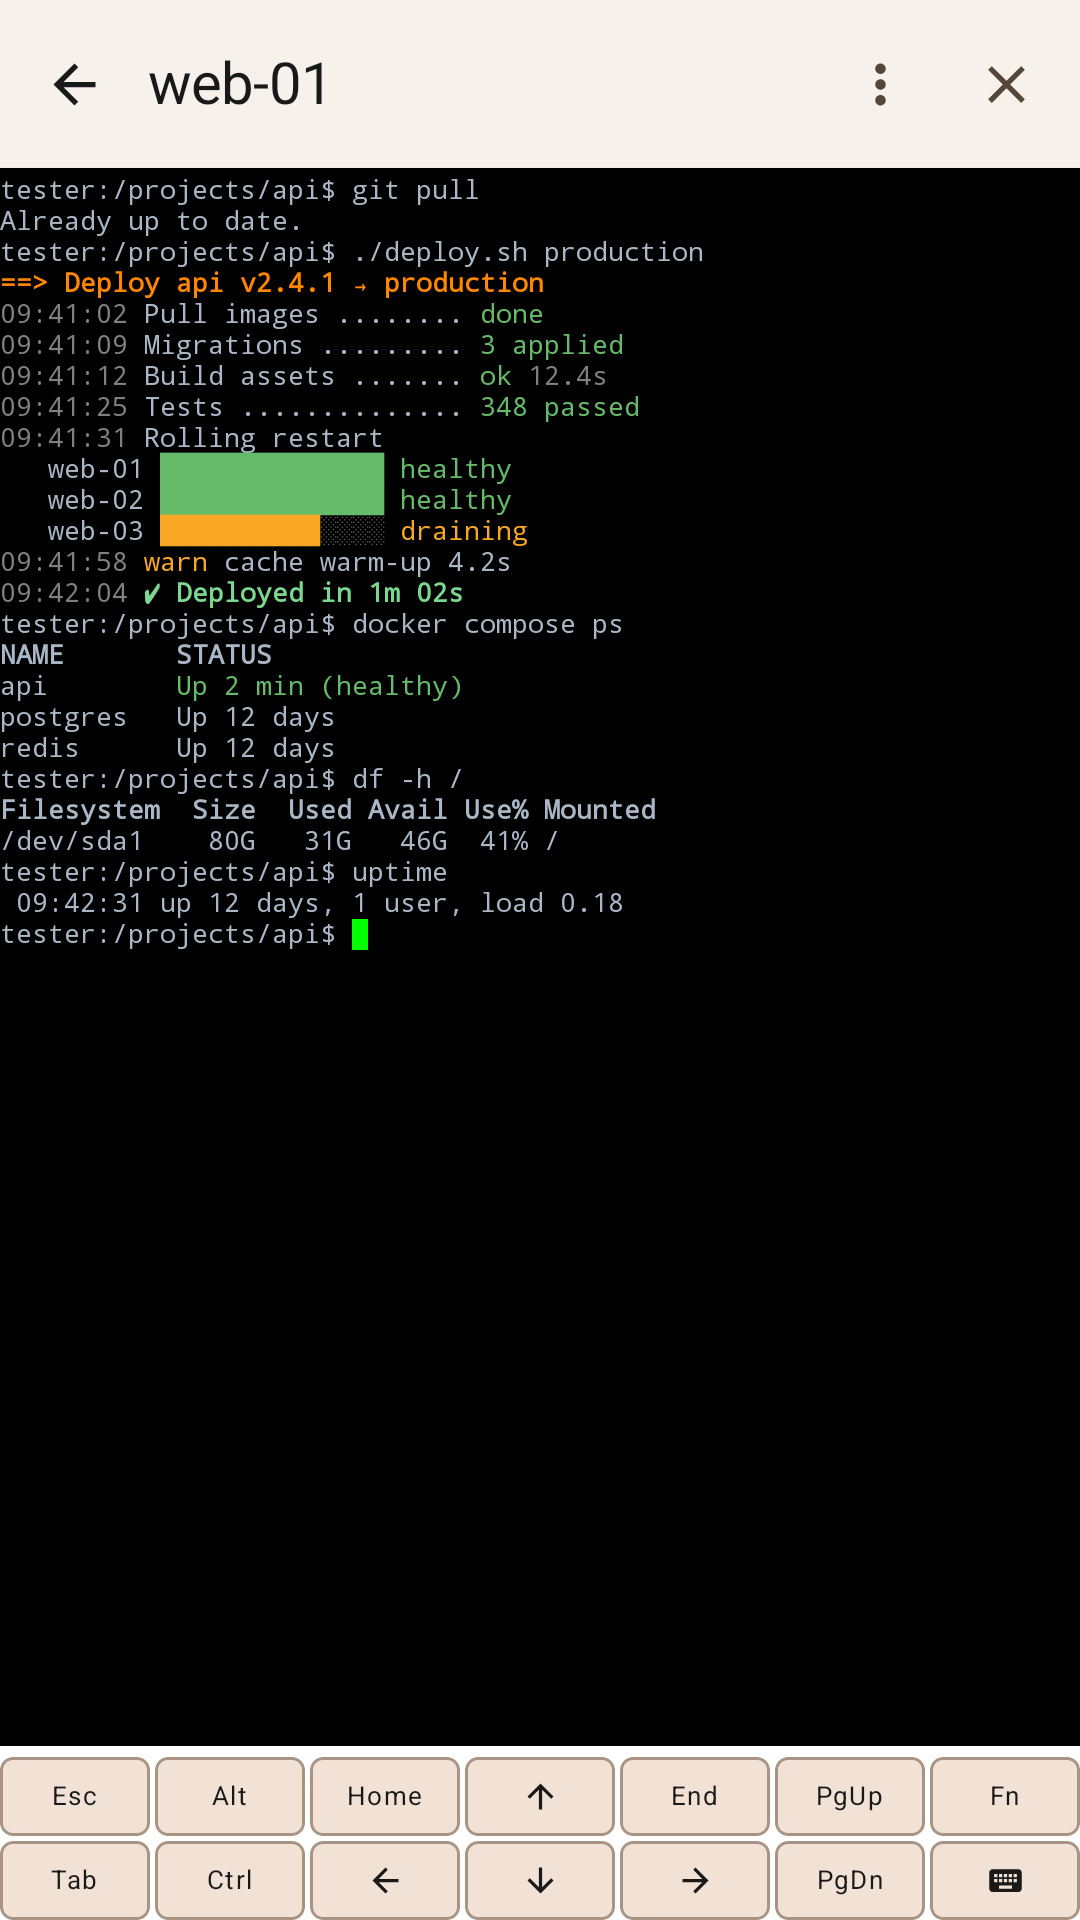 web-01
tester:/projects/api$ git pull
Already up to date.
tester:/projects/api$ ./deploy.sh production
==> Deploy api v2.4.1 → production
09:41:02 Pull images ........ done
09:41:09 Migrations ......... 3 applied
09:41:12 Build assets ....... ok 12.4s
09:41:25 Tests .............. 348 passed
09:41:31 Rolling restart
web-01 ██████████████ healthy
web-02 ██████████████ healthy
web-03 ██████████░░░░ draining
09:41:58 warn cache warm-up 4.2s
09:42:04 ✔ Deployed in 1m 02s
tester:/projects/api$ docker compose ps
NAME STATUS
api Up 2 min (healthy)
postgres Up 12 days
redis Up 12 days
tester:/projects/api$ df -h /
Filesystem Size Used Avail Use% Mounted
/dev/sda1 80G 31G 46G 41% /
tester:/projects/api$ uptime
09:42:31 up 12 days, 1 user, load 0.18
tester:/projects/api$
Esc Alt Home ↑ End PgUp Fn
Tab Ctrl ← ↓ → PgDn